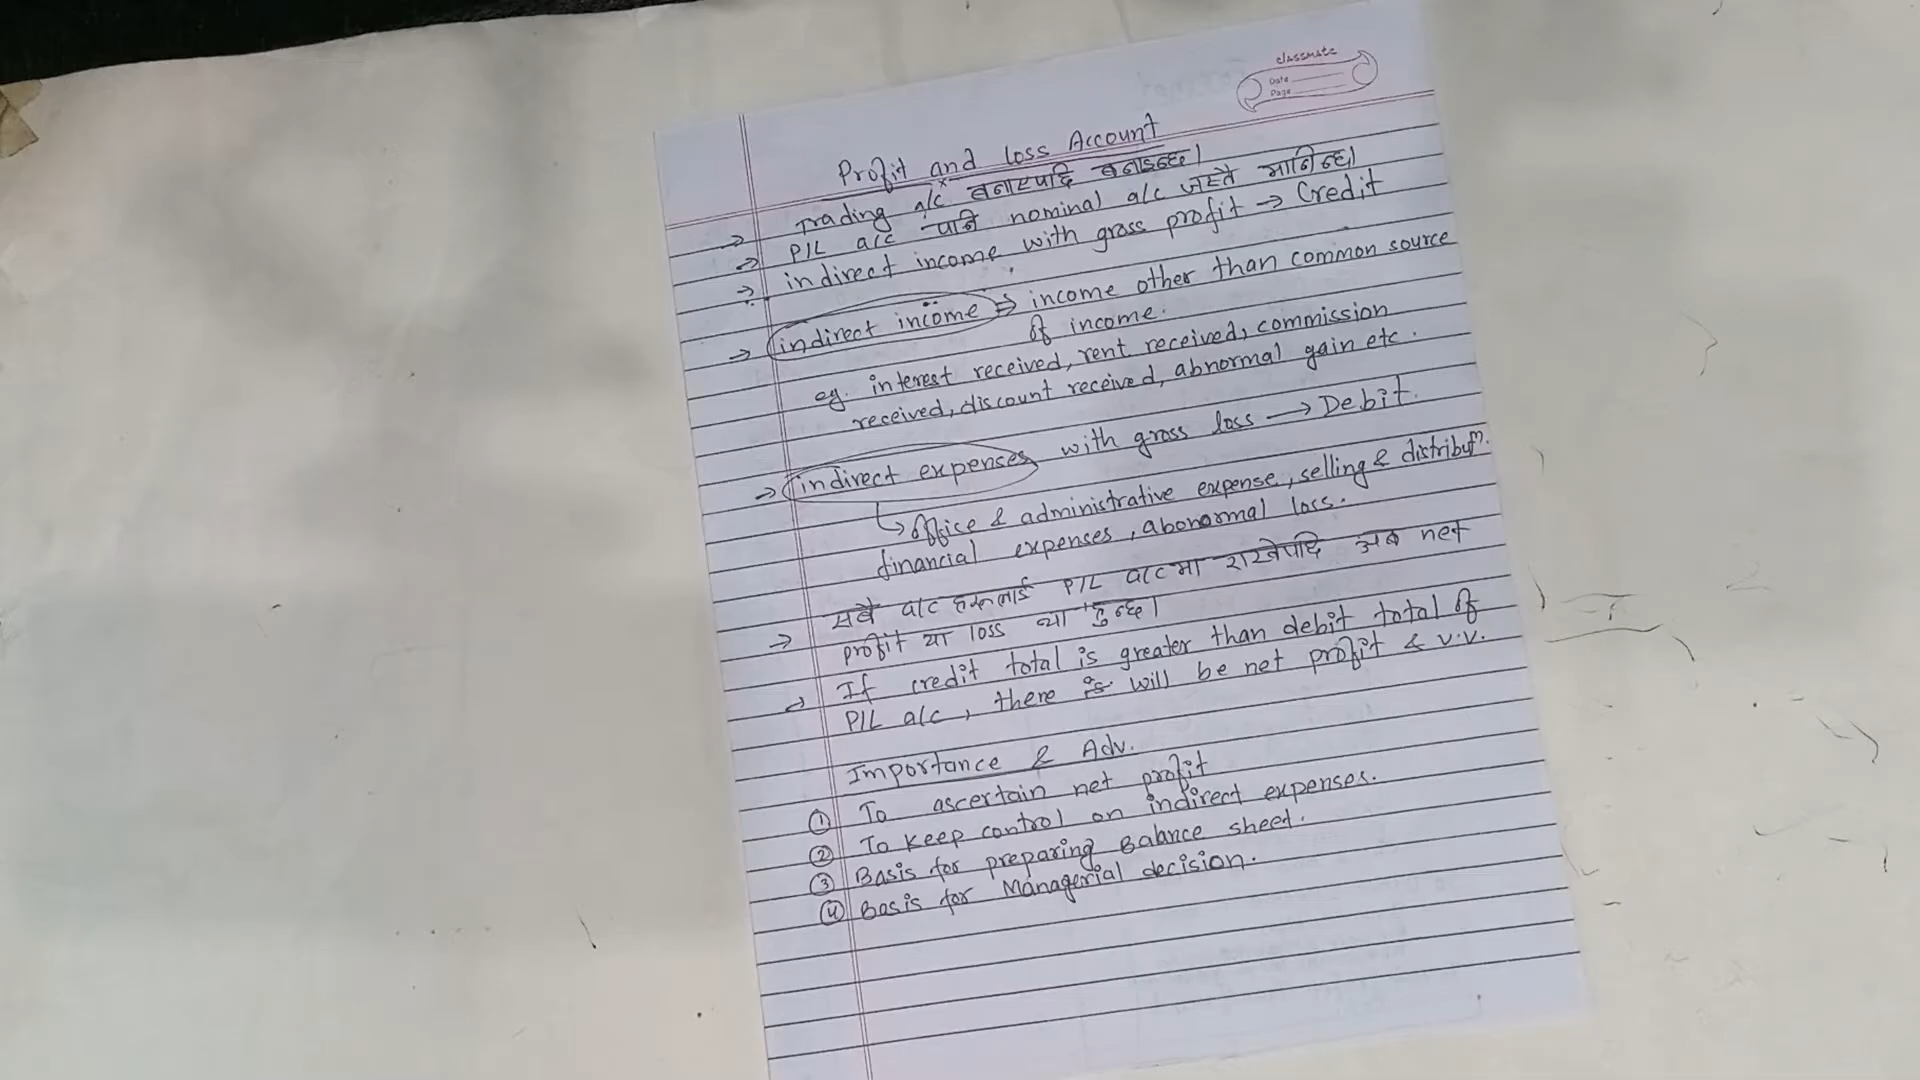 classmate
Date
Page
Profit and loss Account
→ Trading a/c बनाएपछि बनाइन्छ।
→ P/L a/c पनि nominal a/c जस्तै मानिन्छ।
→ indirect income with gross profit → Credit
→ indirect income → income other than common source
of income.
eg. interest received, rent received, commission
received, discount received, abnormal gain etc.
→ indirect expenses with gross loss → Debit.
↳ office & administrative expense, selling & distributn.
financial expenses, abonormal loss.
→ सबै a/c हरूलाई P/L a/c मा राखेपछि अब net
profit या loss था हुन्छ।
→ If credit total is greater than debit total of
P/L a/c, there is will be net profit & v.v.
Importance & Adv.
① To ascertain net profit
② To keep control on indirect expenses.
③ Basis for preparing Balance sheet.
④ Basis for Managerial decision.